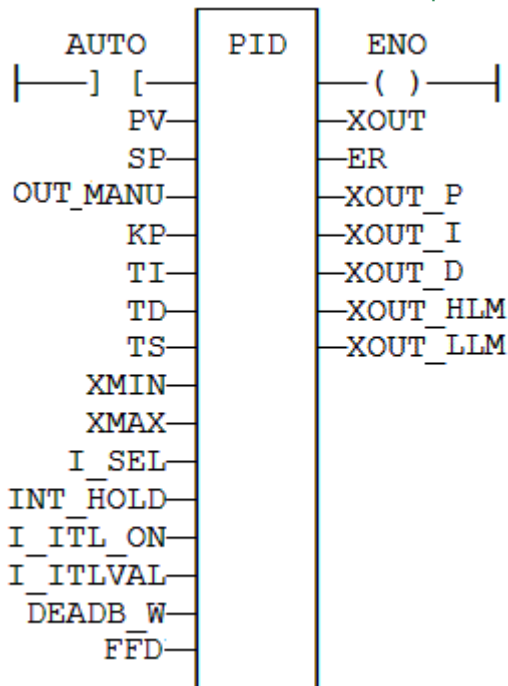 AUTO PID ENO
] [ ( )
PV XOUT
SP ER
OUT_MANU XOUT_P
KP XOUT_I
TI XOUT_D
TD XOUT_HLM
TS XOUT_LLM
XMIN
XMAX
I_SEL
INT_HOLD
I_ITL_ON
I_ITLVAL
DEADB_W
FFD